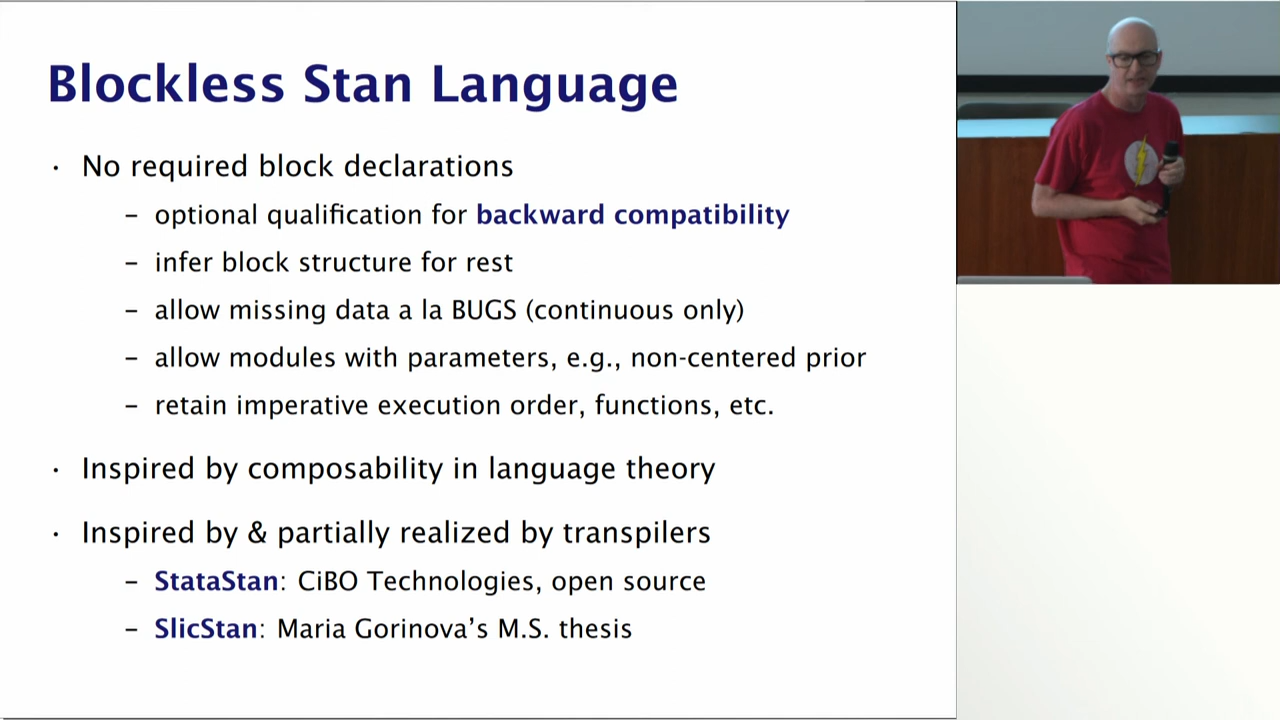 Blockless Stan Language
· No required block declarations
– optional qualification for backward compatibility
– infer block structure for rest
– allow missing data a la BUGS (continuous only)
– allow modules with parameters, e.g., non-centered prior
– retain imperative execution order, functions, etc.
· Inspired by composability in language theory
· Inspired by & partially realized by transpilers
– StataStan: CiBO Technologies, open source
– SlicStan: Maria Gorinova’s M.S. thesis